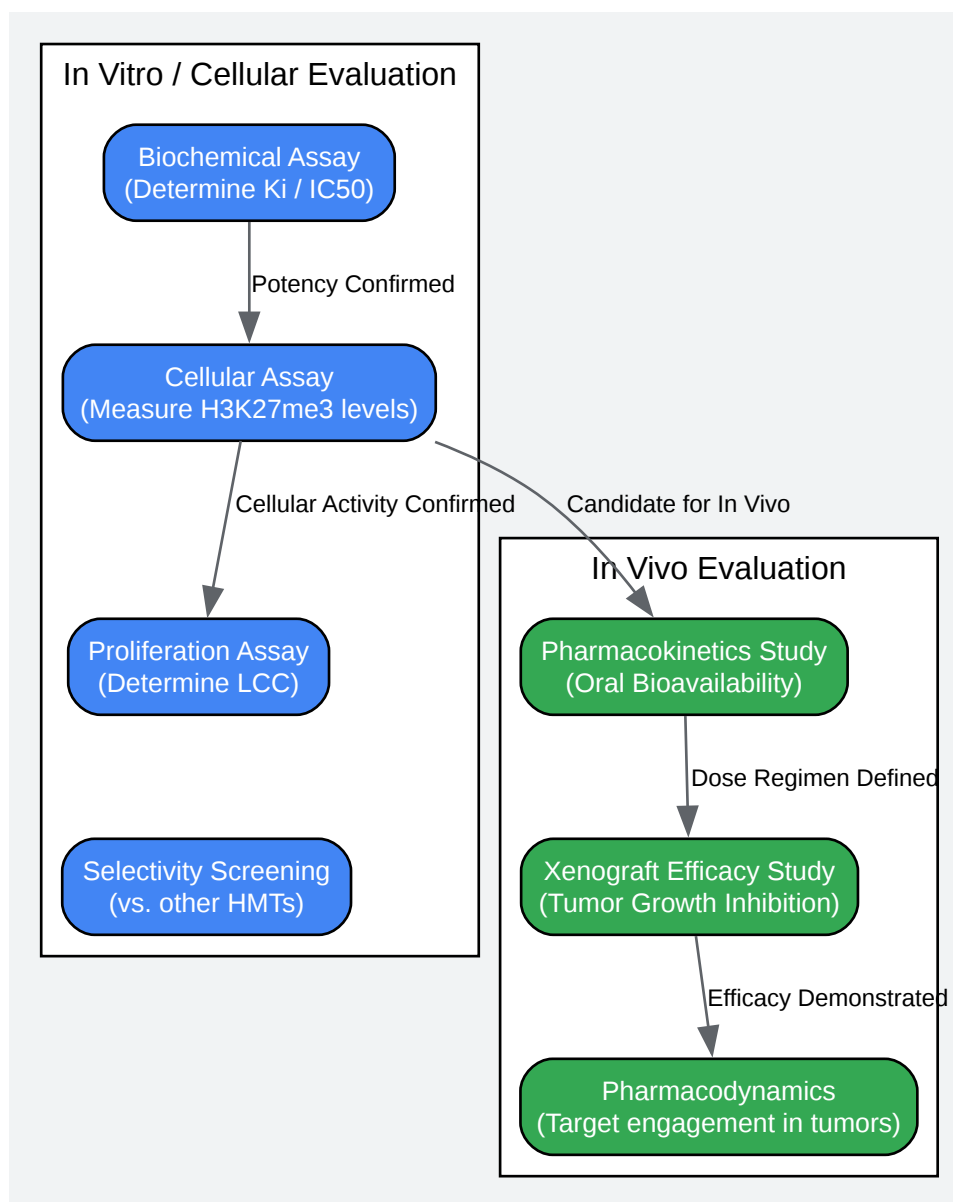 In Vitro / Cellular Evaluation
Biochemical Assay
(Determine Ki / IC50)
Potency Confirmed
Cellular Assay
(Measure H3K27me3 levels)
Cellular Activity Confirmed
Candidate for In Vivo
In Vivo Evaluation
Proliferation Assay
(Determine LCC)
Pharmacokinetics Study
(Oral Bioavailability)
Dose Regimen Defined
Selectivity Screening
(vs. other HMTs)
Xenograft Efficacy Study
(Tumor Growth Inhibition)
Efficacy Demonstrated
Pharmacodynamics
(Target engagement in tumors)